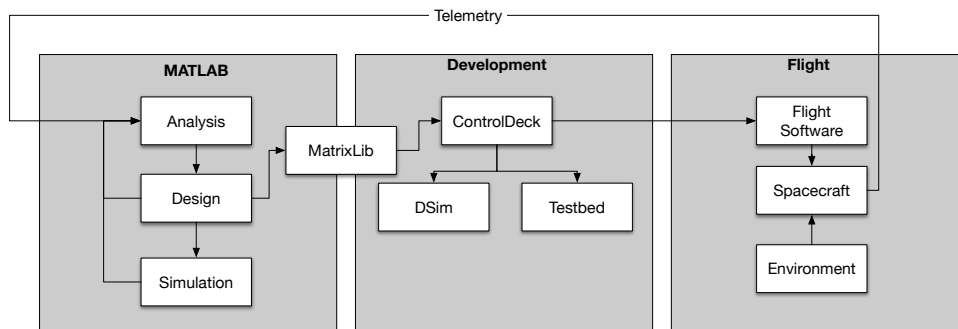 Telemetry
MATLAB
Development
Flight
Analysis
ControlDeck
Flight
Software
MatrixLib
Design
DSim
Testbed
Spacecraft
Simulation
Environment